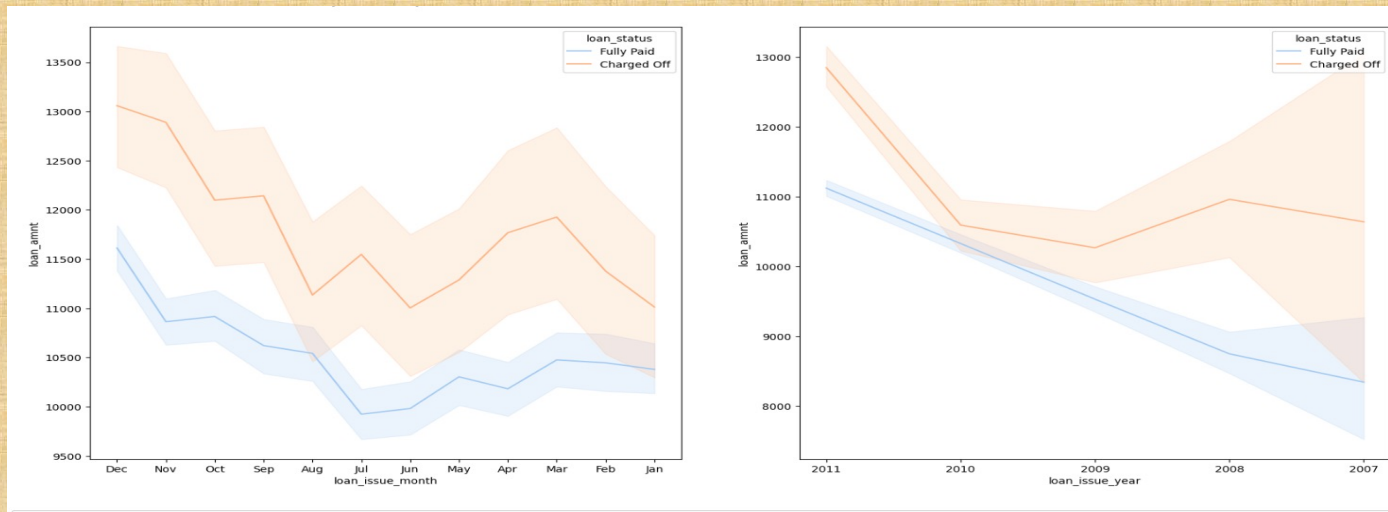 loan_status
Fully Paid
Charged Off
13500
13000
12500
12000
11500
11000
10500
10000
9500
loan_amnt
Dec Nov Oct Sep Aug Jul Jun May Apr Mar Feb Jan
loan_issue_month
loan_status
Fully Paid
Charged Off
13000
12000
11000
10000
9000
8000
loan_amnt
2011 2010 2009 2008 2007
loan_issue_year